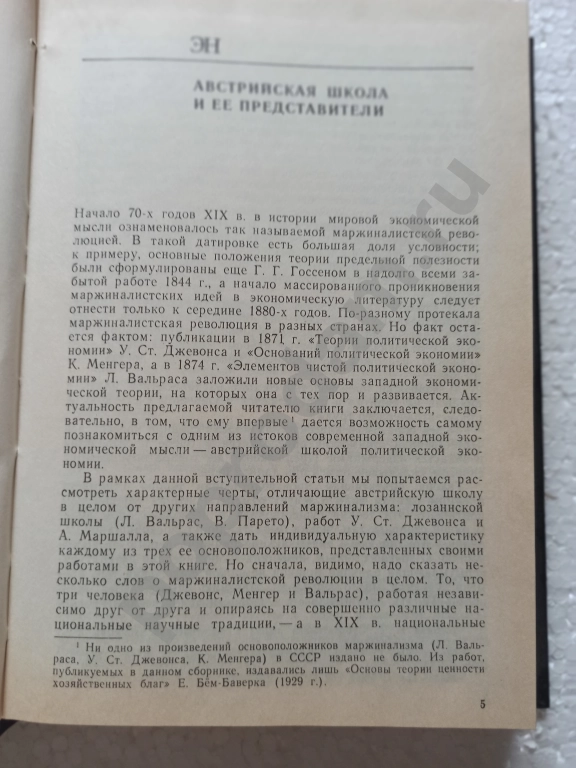 ЭН
АВСТРИЙСКАЯ ШКОЛА
И ЕЕ ПРЕДСТАВИТЕЛИ
Начало 70-х годов XIX в. в истории мировой экономической
мысли ознаменовалось так называемой маржиналистской рево-
люцией. В такой датировке есть большая доля условности;
к примеру, основные положения теории предельной полезности
были сформулированы еще Г. Г. Госсеном в надолго всеми за-
бытой работе 1844 г., а начало массированного проникновения
маржиналистских идей в экономическую литературу следует
отнести только к середине 1880-х годов. По-разному протекала
маржиналистская революция в разных странах. Но факт оста-
ется фактом: публикации в 1871 г. «Теории политической эко-
номии» У. Ст. Джевонса и «Оснований политической экономии»
К. Менгера, а в 1874 г. «Элементов чистой политической эконо-
мии» Л. Вальраса заложили новые основы западной экономи-
ческой теории, на которых она с тех пор и развивается. Ак-
туальность предлагаемой читателю книги заключается, следо-
вательно, в том, что ему впервые¹ дается возможность самому
познакомиться с одним из истоков современной западной эко-
номической мысли — австрийской школой политической эко-
номии.
В рамках данной вступительной статьи мы попытаемся рас-
смотреть характерные черты, отличающие австрийскую школу
в целом от других направлений маржинализма: лозаннской
школы (Л. Вальрас, В. Парето), работ У. Ст. Джевонса и
А. Маршалла, а также дать индивидуальную характеристику
каждому из трех ее основоположников, представленных своими
работами в этой книге. Но сначала, видимо, надо сказать не-
сколько слов о маржиналистской революции в целом. То, что
три человека (Джевонс, Менгер и Вальрас), работая незави-
симо друг от друга и опираясь на совершенно различные на-
циональные научные традиции, — а в XIX в. национальные
¹ Ни одно из произведений основоположников маржинализма (Л. Валь-
раса, У. Ст. Джевонса, К. Менгера) в СССР издано не было. Из работ,
публикуемых в данном сборнике, издавались лишь «Основы теории ценности
хозяйственных благ» Е. Бём-Баверка (1929 г.).
5